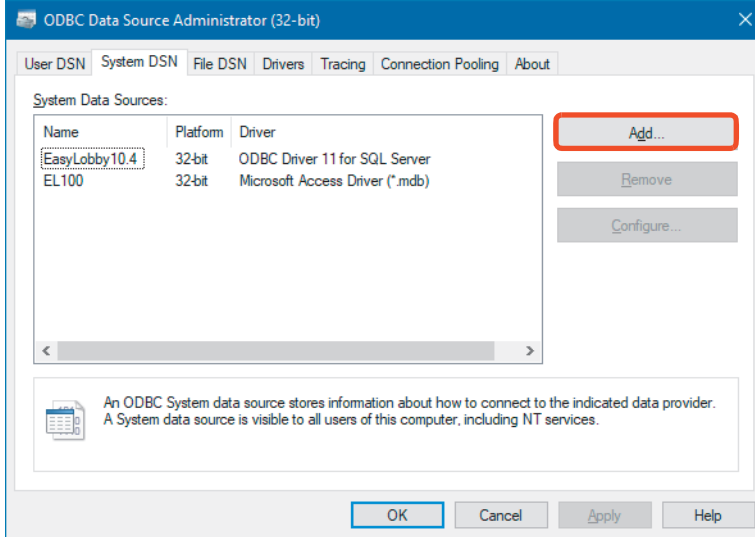 ODBC Data Source Administrator (32-bit)
User DSN System DSN File DSN Drivers Tracing Connection Pooling About
System Data Sources:
Name Platform Driver
EasyLobby10.4 32-bit ODBC Driver 11 for SQL Server
EL100 32-bit Microsoft Access Driver (*.mdb)
Add...
Remove
Configure...
An ODBC System data source stores information about how to connect to the indicated data provider.
A System data source is visible to all users of this computer, including NT services.
OK Cancel Apply Help